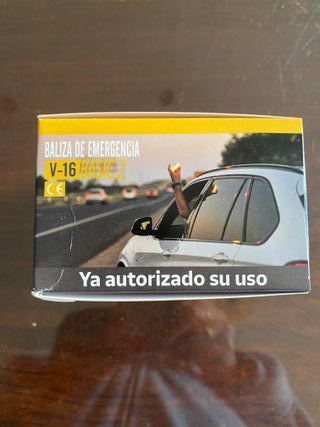 BALIZA DE EMERGENCIA
V-16 BASIC 2
CE
Ya autorizado su uso